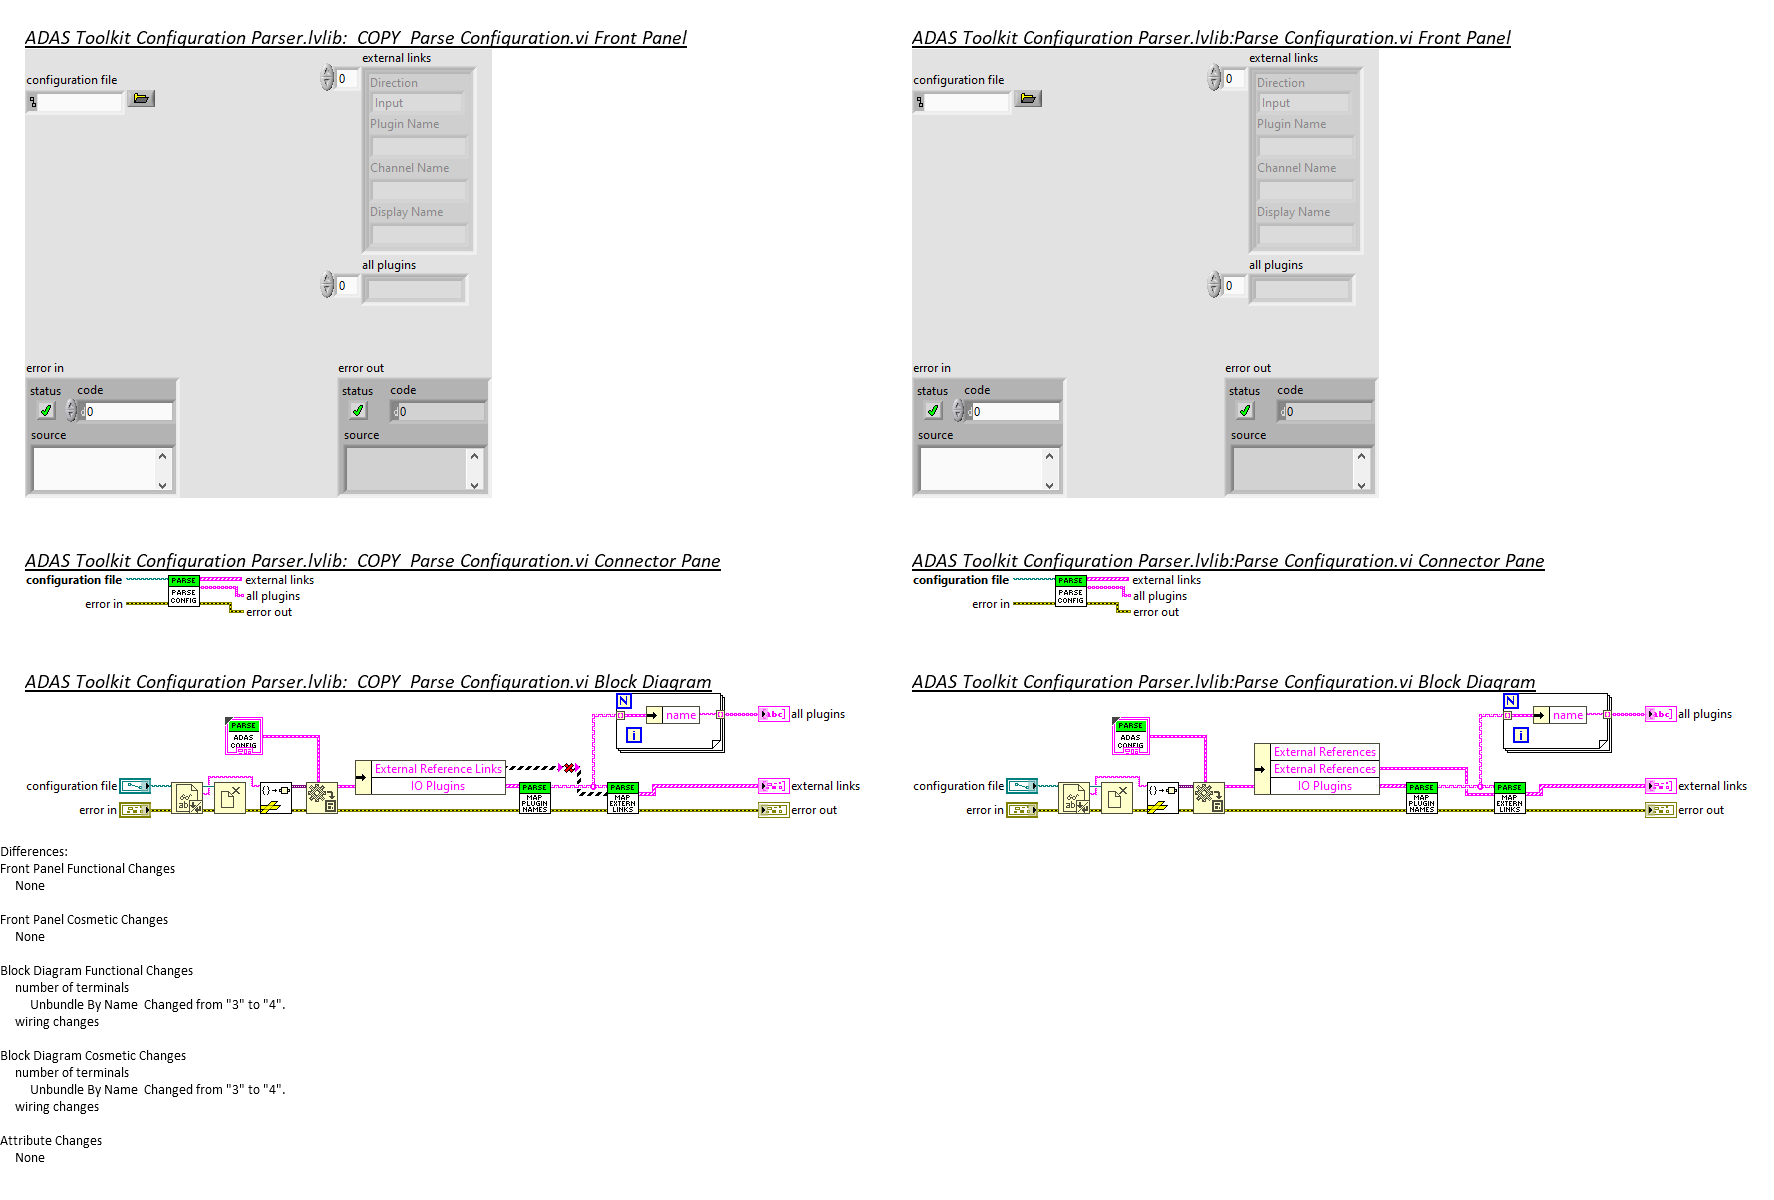 ADAS Toolkit Configuration Parser.lvlib:_COPY_Parse Configuration.vi Front Panel
configuration file
external links
0
Direction
Input
Plugin Name
Channel Name
Display Name
all plugins
0
error in
status code
d0
source
error out
status code
d0
source
ADAS Toolkit Configuration Parser.lvlib:Parse Configuration.vi Front Panel
configuration file
external links
0
Direction
Input
Plugin Name
Channel Name
Display Name
all plugins
0
error in
status code
d0
source
error out
status code
d0
source
ADAS Toolkit Configuration Parser.lvlib:_COPY_Parse Configuration.vi Connector Pane
configuration file
error in
PARSE
PARSE
CONFIG
external links
all plugins
error out
ADAS Toolkit Configuration Parser.lvlib:Parse Configuration.vi Connector Pane
configuration file
error in
PARSE
PARSE
CONFIG
external links
all plugins
error out
ADAS Toolkit Configuration Parser.lvlib:_COPY_Parse Configuration.vi Block Diagram
N
name
i
abc
all plugins
PARSE
ADAS
CONFIG
External Reference Links
IO Plugins
configuration file
error in
ab
PARSE
MAP
PLUGIN
NAMES
PARSE
MAP
EXTERN
LINKS
external links
error out
ADAS Toolkit Configuration Parser.lvlib:Parse Configuration.vi Block Diagram
N
name
i
abc
all plugins
PARSE
ADAS
CONFIG
External References
External References
IO Plugins
configuration file
error in
ab
PARSE
MAP
PLUGIN
NAMES
PARSE
MAP
EXTERN
LINKS
external links
error out
Differences:
Front Panel Functional Changes
None
Front Panel Cosmetic Changes
None
Block Diagram Functional Changes
number of terminals
Unbundle By Name Changed from "3" to "4".
wiring changes
Block Diagram Cosmetic Changes
number of terminals
Unbundle By Name Changed from "3" to "4".
wiring changes
Attribute Changes
None